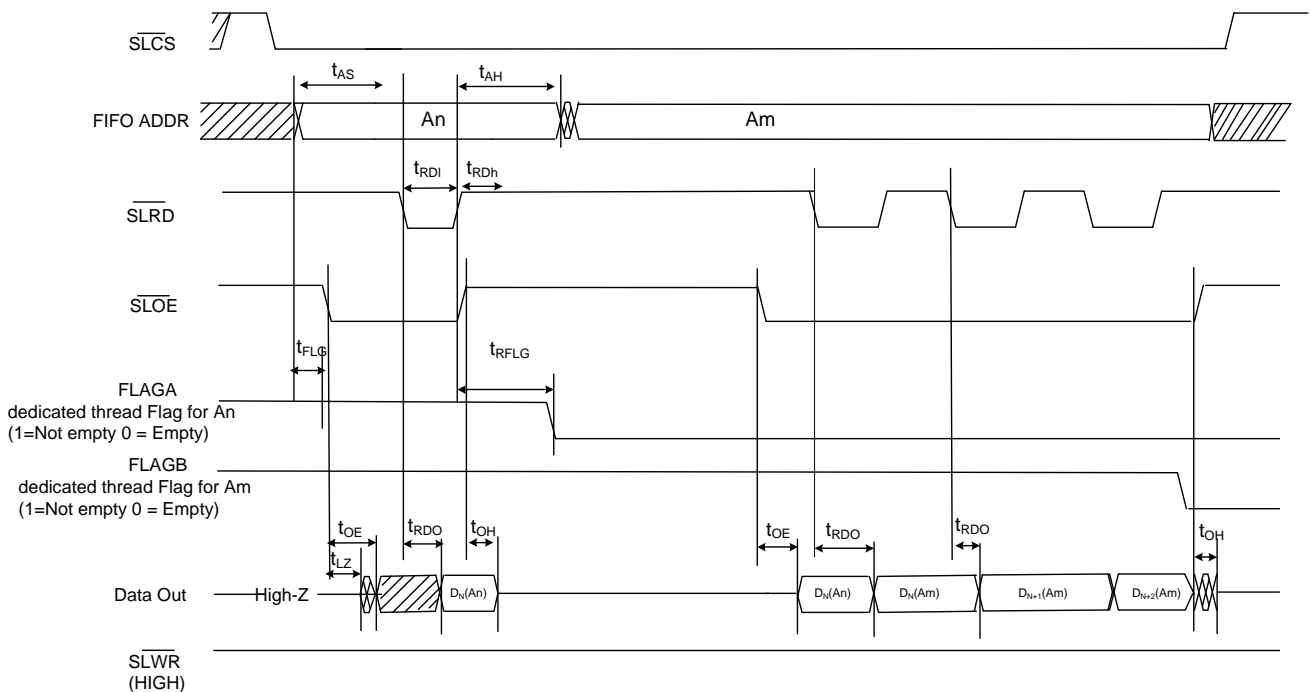 SLCS
tAS
tAH
FIFO ADDR
An
Am
tRDl
tRDh
SLRD
SLOE
tFLG
tRFLG
FLAGA
dedicated thread Flag for An
(1=Not empty 0 = Empty)
FLAGB
dedicated thread Flag for Am
(1=Not empty 0 = Empty)
tOE
tRDO
tOH
tOE
tRDO
tRDO
tOH
tLZ
Data Out
High-Z
DN(An)
DN(An)
DN(Am)
DN+1(Am)
DN+2(Am)
SLWR
(HIGH)